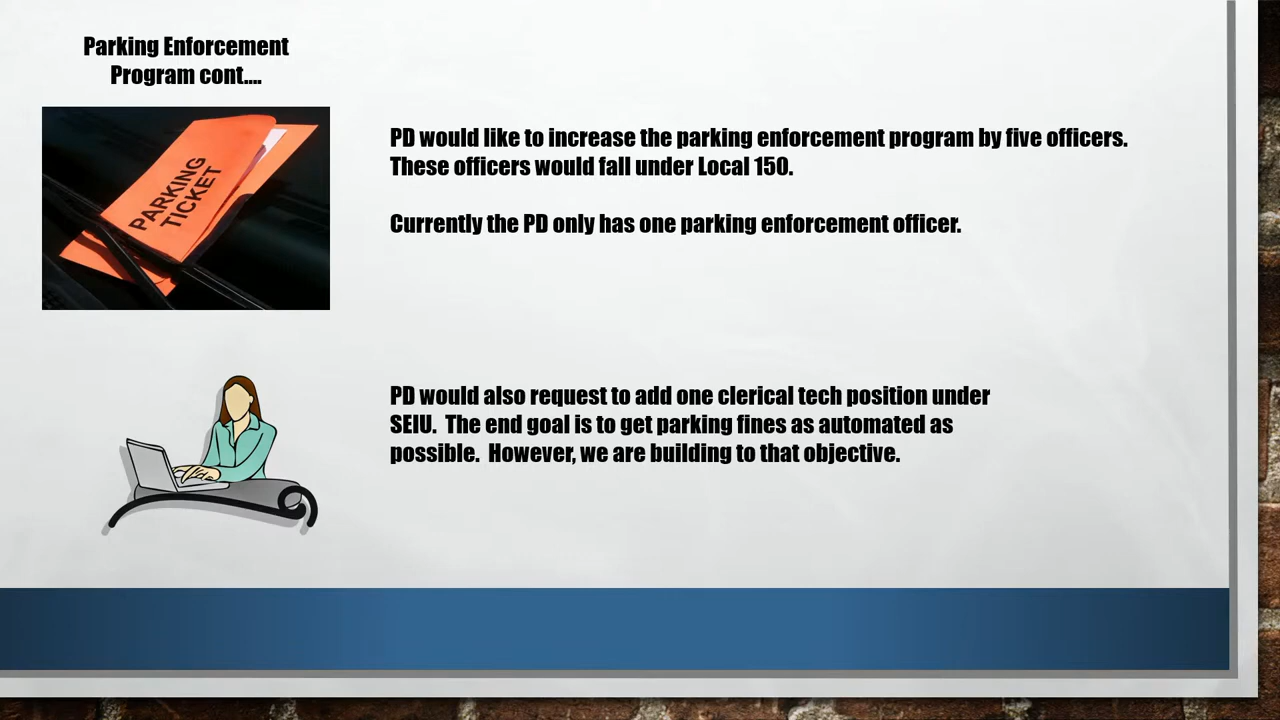 Parking Enforcement
Program cont....
PARKING
TICKET
PD would like to increase the parking enforcement program by five officers.
These officers would fall under Local 150.
Currently the PD only has one parking enforcement officer.
PD would also request to add one clerical tech position under
SEIU.  The end goal is to get parking fines as automated as
possible.  However, we are building to that objective.